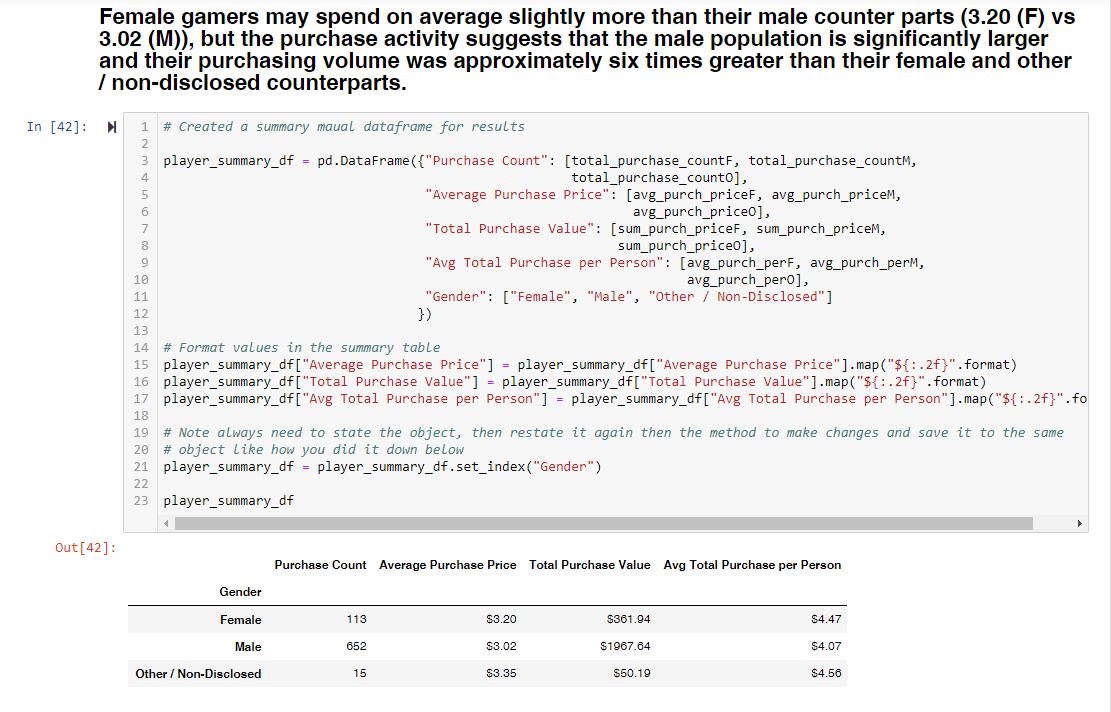 Female gamers may spend on average slightly more than their male counter parts (3.20 (F) vs
3.02 (M)), but the purchase activity suggests that the male population is significantly larger
and their purchasing volume was approximately six times greater than their female and other
/ non-disclosed counterparts.
In [42]:
1 # Created a summary maual dataframe for results
2
3 player_summary_df = pd.DataFrame({"Purchase Count": [total_purchase_countF, total_purchase_countM,
4 total_purchase_countO],
5 "Average Purchase Price": [avg_purch_priceF, avg_purch_priceM,
6 avg_purch_priceO],
7 "Total Purchase Value": [sum_purch_priceF, sum_purch_priceM,
8 sum_purch_priceO],
9 "Avg Total Purchase per Person": [avg_purch_perF, avg_purch_perM,
10 avg_purch_perO],
11 "Gender": ["Female", "Male", "Other / Non-Disclosed"]
12 })
13
14 # Format values in the summary table
15 player_summary_df["Average Purchase Price"] = player_summary_df["Average Purchase Price"].map("${:.2f}".format)
16 player_summary_df["Total Purchase Value"] = player_summary_df["Total Purchase Value"].map("${:.2f}".format)
17 player_summary_df["Avg Total Purchase per Person"] = player_summary_df["Avg Total Purchase per Person"].map("${:.2f}".fo
18
19 # Note always need to state the object, then restate it again then the method to make changes and save it to the same
20 # object like how you did it down below
21 player_summary_df = player_summary_df.set_index("Gender")
22
23 player_summary_df
Out[42]:
Purchase Count Average Purchase Price Total Purchase Value Avg Total Purchase per Person
Gender
Female 113 $3.20 $361.94 $4.47
Male 652 $3.02 $1967.64 $4.07
Other / Non-Disclosed 15 $3.35 $50.19 $4.56